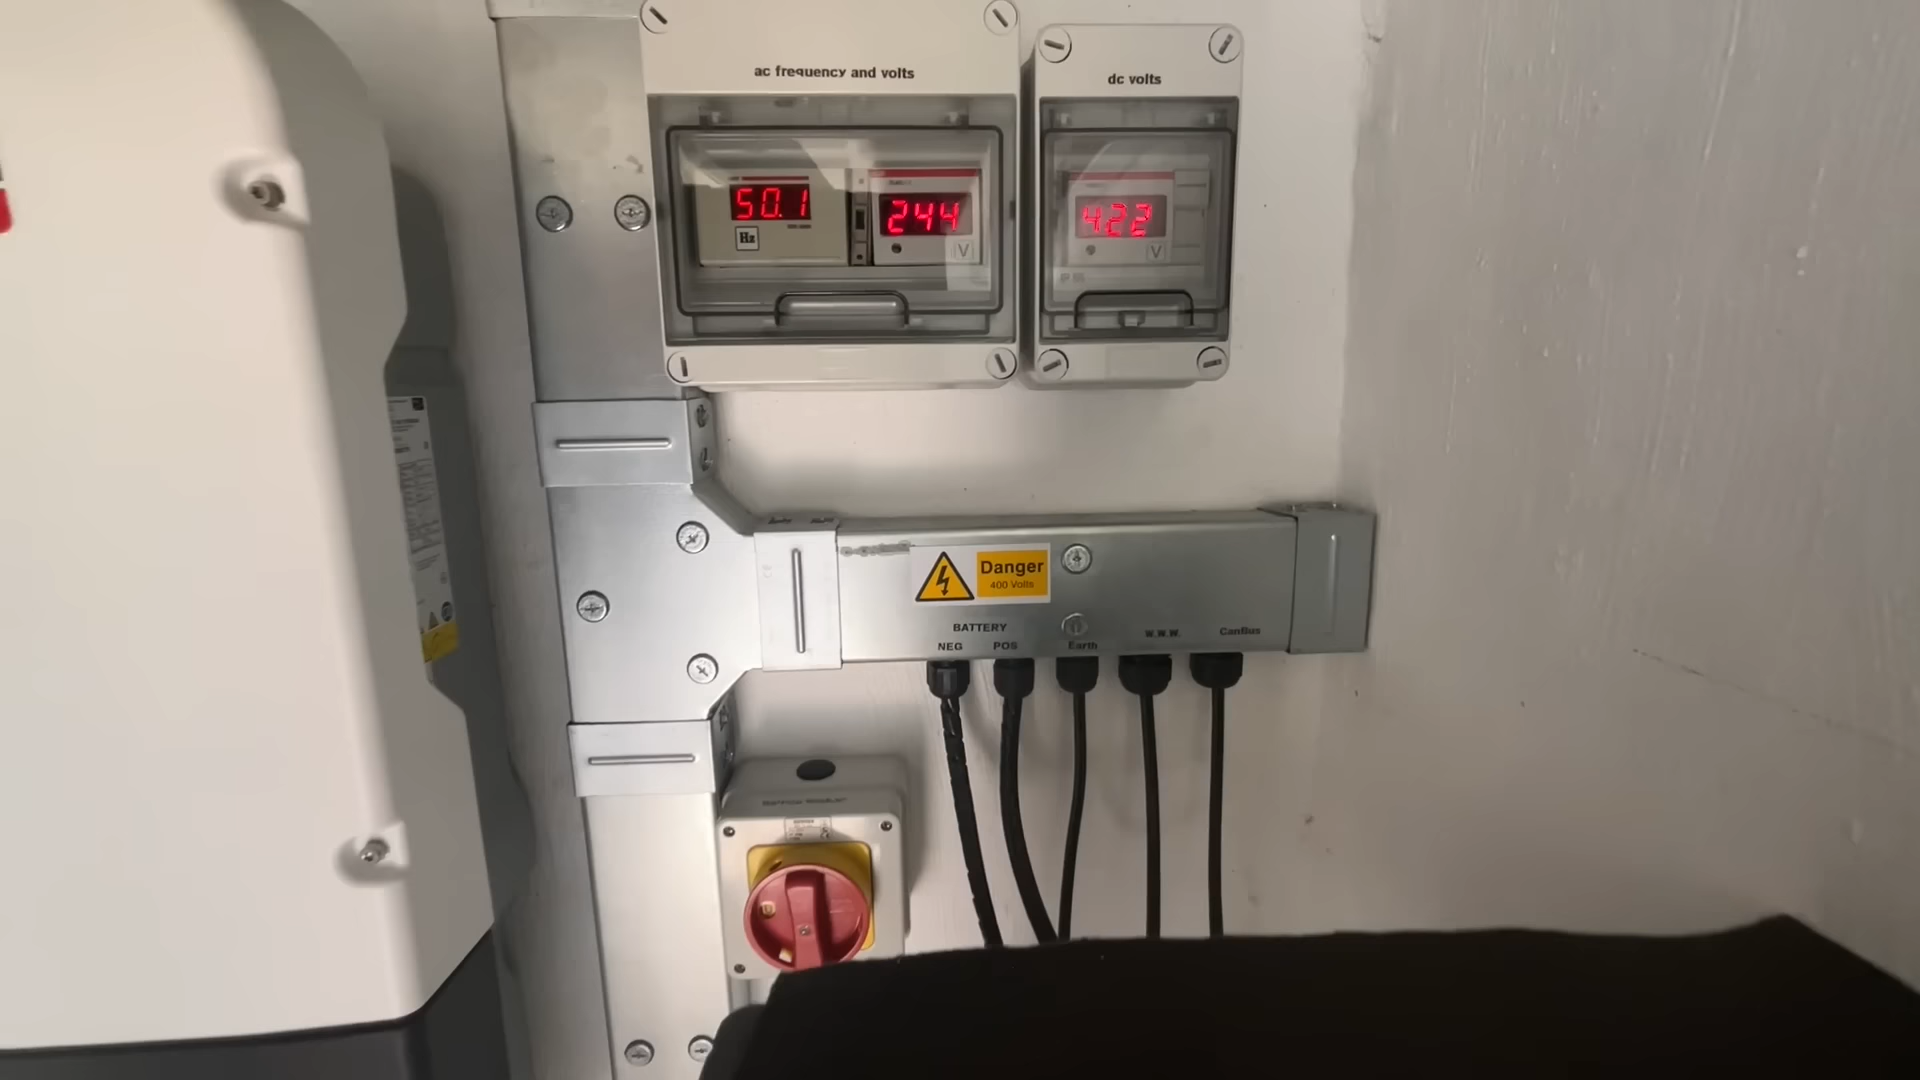 ac frequency and volts
dc volts
50.1
Hz
244
V
422
V
Danger
400 Volts
BATTERY
NEG POS Earth W.W.W. CanBus